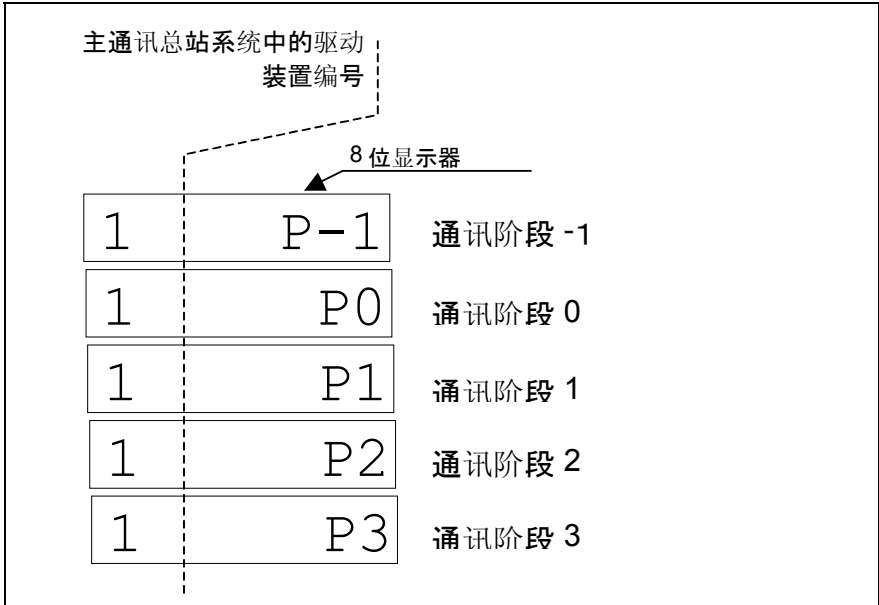 主通讯总站系统中的驱动
装置编号
8 位显示器
1 P-1 通讯阶段 -1
1 P0 通讯阶段 0
1 P1 通讯阶段 1
1 P2 通讯阶段 2
1 P3 通讯阶段 3